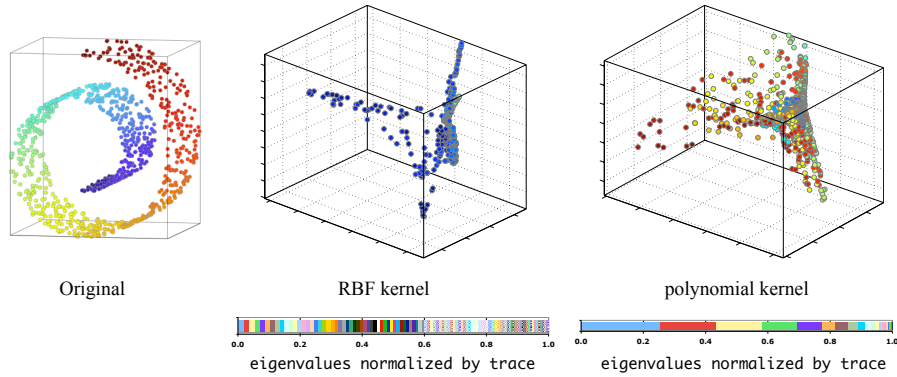 Original
RBF kernel
polynomial kernel
0.0 0.2 0.4 0.6 0.8 1.0
eigenvalues normalized by trace
0.0 0.2 0.4 0.6 0.8 1.0
eigenvalues normalized by trace